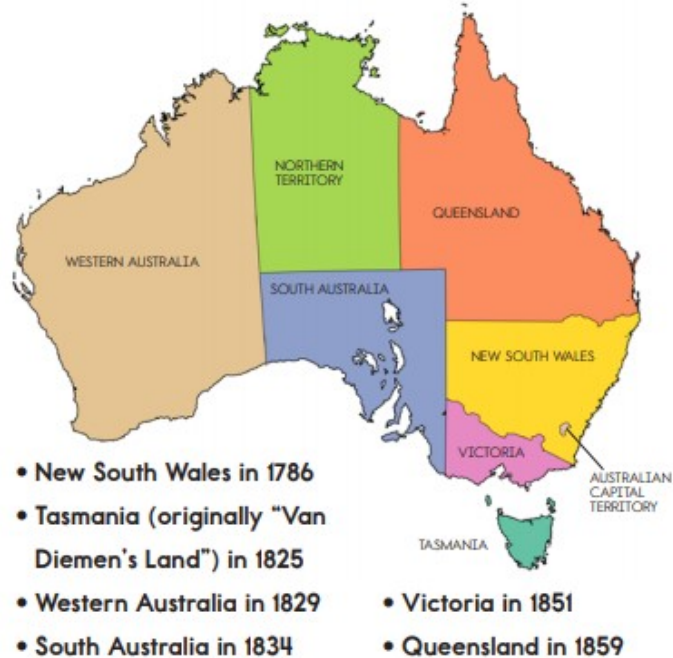 NORTHERN
TERRITORY
QUEENSLAND
WESTERN AUSTRALIA
SOUTH AUSTRALIA
NEW SOUTH WALES
VICTORIA
AUSTRALIAN
CAPITAL
TERRITORY
TASMANIA
• New South Wales in 1786
• Tasmania (originally “Van
Diemen’s Land”) in 1825
• Western Australia in 1829
• South Australia in 1834
• Victoria in 1851
• Queensland in 1859